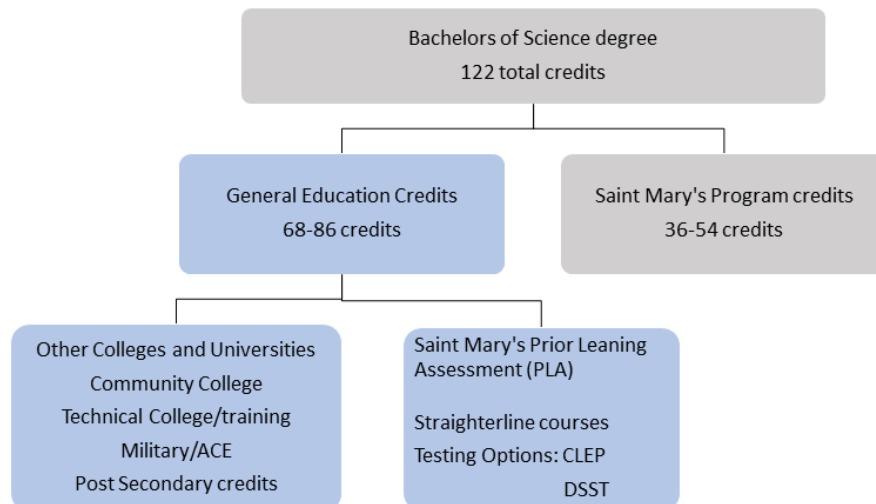 Bachelors of Science degree
122 total credits
General Education Credits
68-86 credits
Saint Mary's Program credits
36-54 credits
Other Colleges and Universities
Community College
Technical College/training
Military/ACE
Post Secondary credits
Saint Mary's Prior Leaning
Assessment (PLA)
Straighterline courses
Testing Options: CLEP
DSST